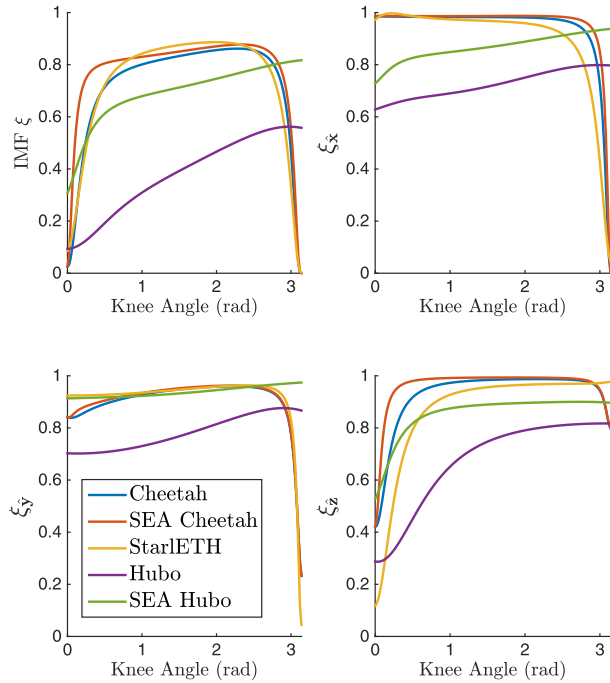 1
0.8
0.6
0.4
0.2
0
IMF ξ
0 1 2 3
Knee Angle (rad)
1
0.8
0.6
0.4
0.2
0
ξx̂
0 1 2 3
Knee Angle (rad)
1
0.8
0.6
0.4
0.2
0
ξŷ
Cheetah
SEA Cheetah
StarlETH
Hubo
SEA Hubo
0 1 2 3
Knee Angle (rad)
1
0.8
0.6
0.4
0.2
0
ξẑ
0 1 2 3
Knee Angle (rad)